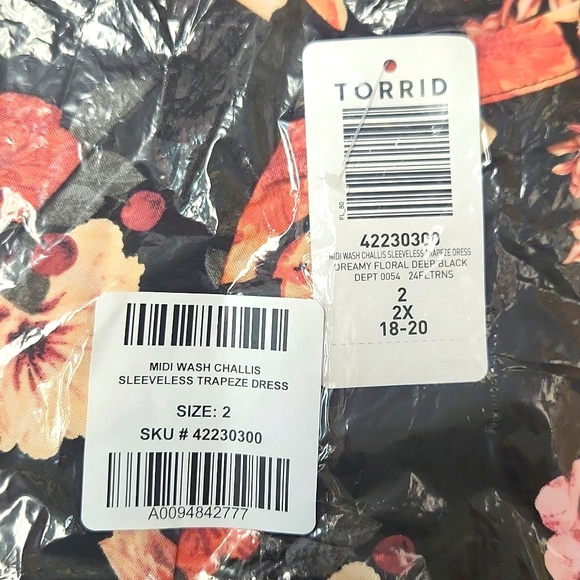 TORRID
FL_80
42230300
MIDI WASH CHALLIS SLEEVELESS TRAPEZE DRESS
DREAMY FLORAL DEEP BLACK
DEPT 0054 24FLTRNS
2
2X
18-20
MIDI WASH CHALLIS
SLEEVELESS TRAPEZE DRESS
SIZE: 2
SKU # 42230300
A0094842777